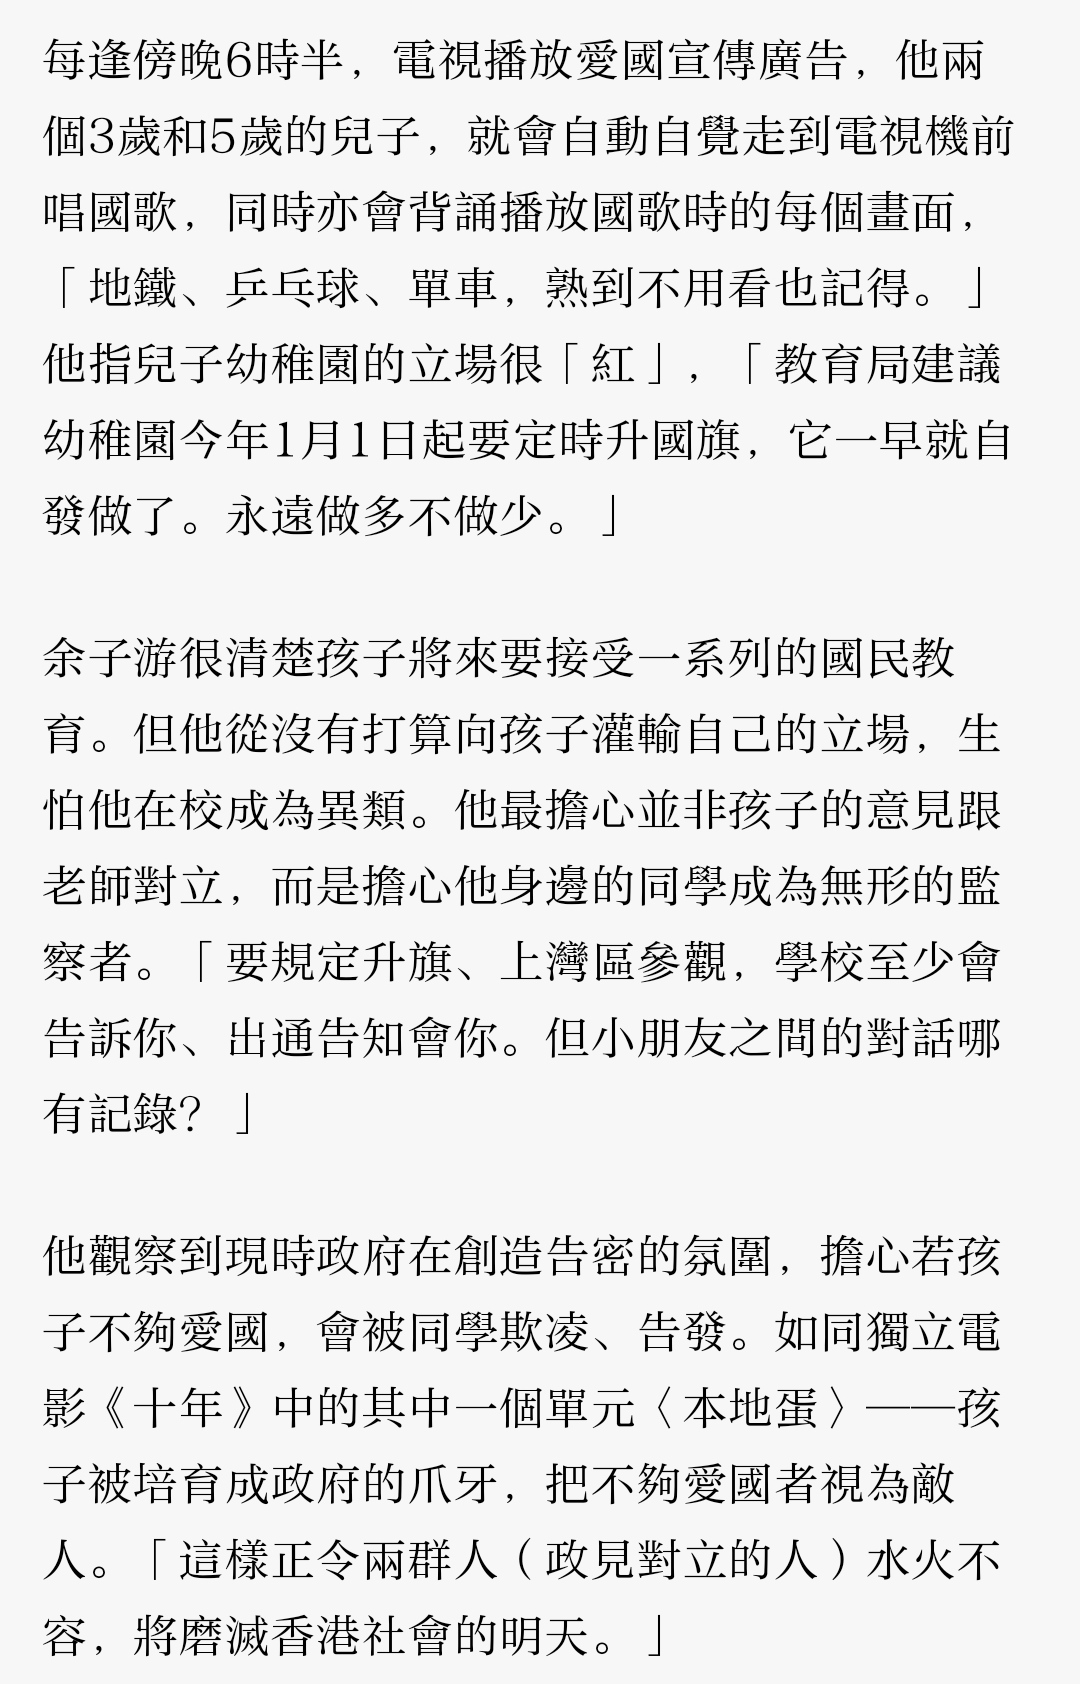 每逢傍晚6時半，電視播放愛國宣傳廣告，他兩
個3歲和5歲的兒子，就會自動自覺走到電視機前
唱國歌，同時亦會背誦播放國歌時的每個畫面，
「地鐵、乒乓球、單車，熟到不用看也記得。」
他指兒子幼稚園的立場很「紅」，「教育局建議
幼稚園今年1月1日起要定時升國旗，它一早就自
發做了。永遠做多不做少。」
余子游很清楚孩子將來要接受一系列的國民教
育。但他從沒有打算向孩子灌輸自己的立場，生
怕他在校成為異類。他最擔心並非孩子的意見跟
老師對立，而是擔心他身邊的同學成為無形的監
察者。「要規定升旗、上灣區參觀，學校至少會
告訴你、出通告知會你。但小朋友之間的對話哪
有記錄？」
他觀察到現時政府在創造告密的氛圍，擔心若孩
子不夠愛國，會被同學欺凌、告發。如同獨立電
影《十年》中的其中一個單元〈本地蛋〉——孩
子被培育成政府的爪牙，把不夠愛國者視為敵
人。「這樣正令兩群人（政見對立的人）水火不
容，將磨滅香港社會的明天。」